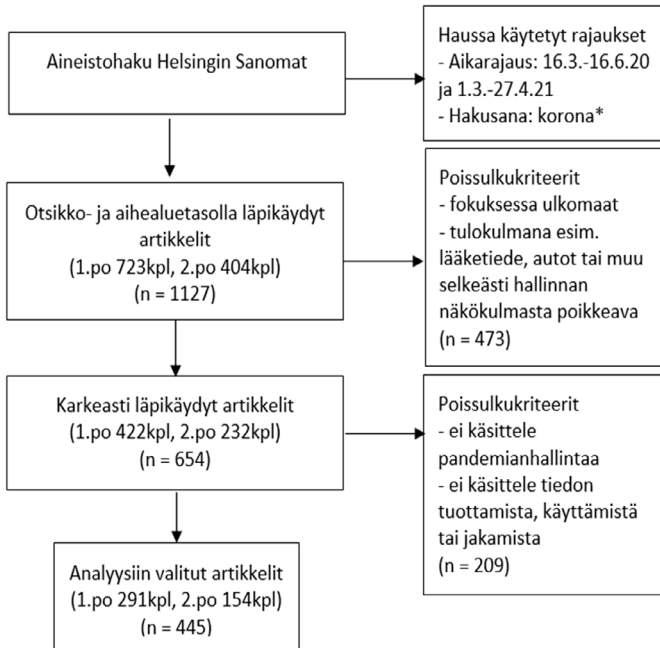 Aineistohaku Helsingin Sanomat
Haussa käytetyt rajaukset
- Aikarajaus: 16.3.-16.6.20
ja 1.3.-27.4.21
- Hakusana: korona*
Otsikko- ja aihealuetasolla läpikäydyt
artikkelit
(1.po 723kpl, 2.po 404kpl)
(n = 1127)
Poissulkukriteerit
- fokuksessa ulkomaat
- tulokulmana esim.
lääketiede, autot tai muu
selkeästi hallinnan
näkökulmasta poikkeava
(n = 473)
Karkeasti läpikäydyt artikkelit
(1.po 422kpl, 2.po 232kpl)
(n = 654)
Poissulkukriteerit
- ei käsittele
pandemianhallintaa
- ei käsittele tiedon
tuottamista, käyttämistä
tai jakamista
(n = 209)
Analyysiin valitut artikkelit
(1.po 291kpl, 2.po 154kpl)
(n = 445)